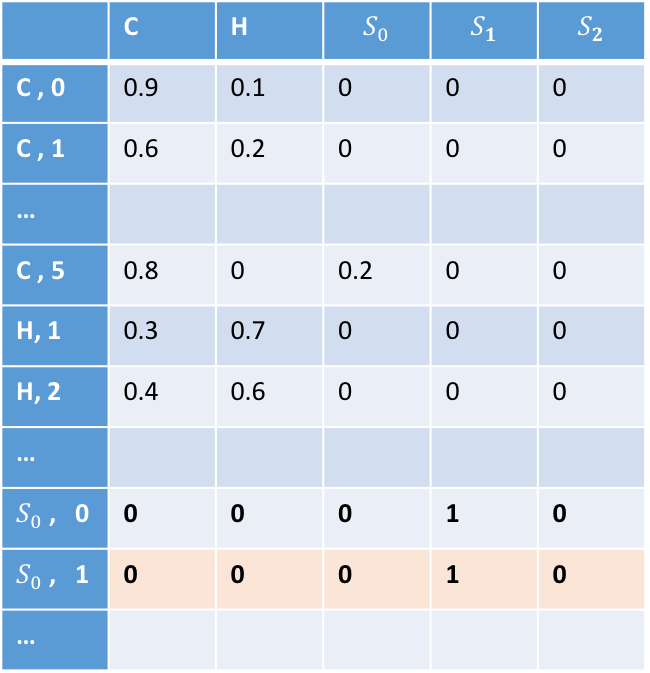 C H S₀ S₁ S₂
C , 0 0.9 0.1 0 0 0
C , 1 0.6 0.2 0 0 0
...
C , 5 0.8 0 0.2 0 0
H, 1 0.3 0.7 0 0 0
H, 2 0.4 0.6 0 0 0
...
S₀ , 0 0 0 0 1 0
S₀ , 1 0 0 0 1 0
...